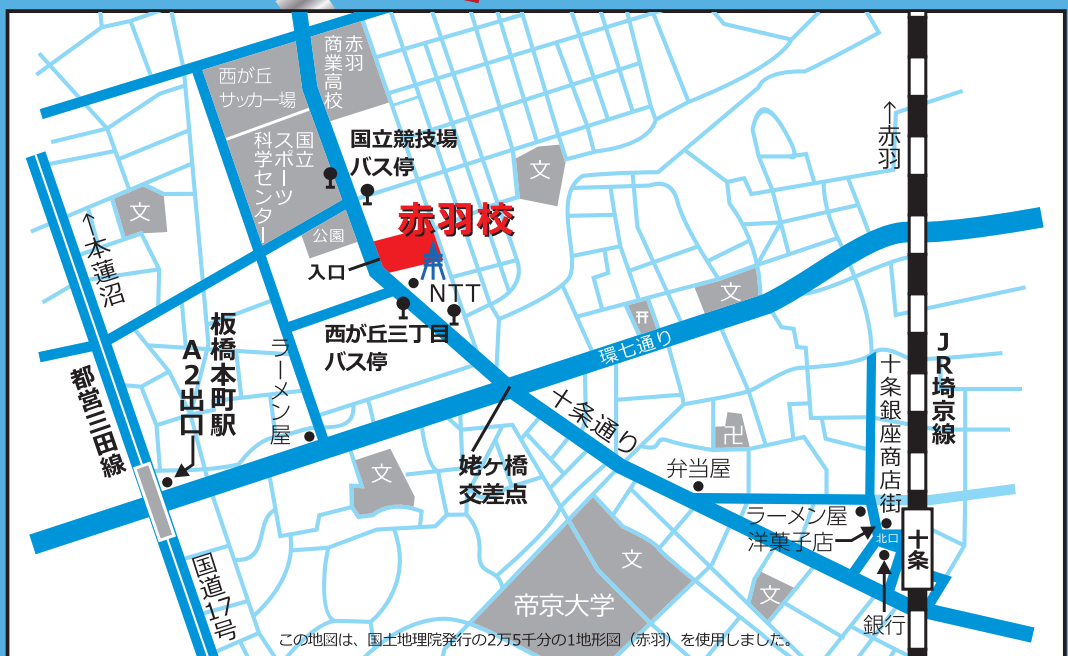 赤羽
商業高校
西が丘
サッカー場
国立
スポーツ
科学センター
国立競技場
バス停
文
←赤羽
文
赤羽校
公園
入口
←本蓮沼
NTT
文
西が丘三丁目
バス停
板橋本町駅
A2出口
ラーメン屋
環七通り
JR埼京線
十条銀座商店街
都営三田線
十条通り
卍
姥ヶ橋
交差点
文
弁当屋
ラーメン屋
洋菓子店
北口
十条
文
国道17号
帝京大学
文
銀行
この地図は、国土地理院発行の2万5千分の1地形図（赤羽）を使用しました。